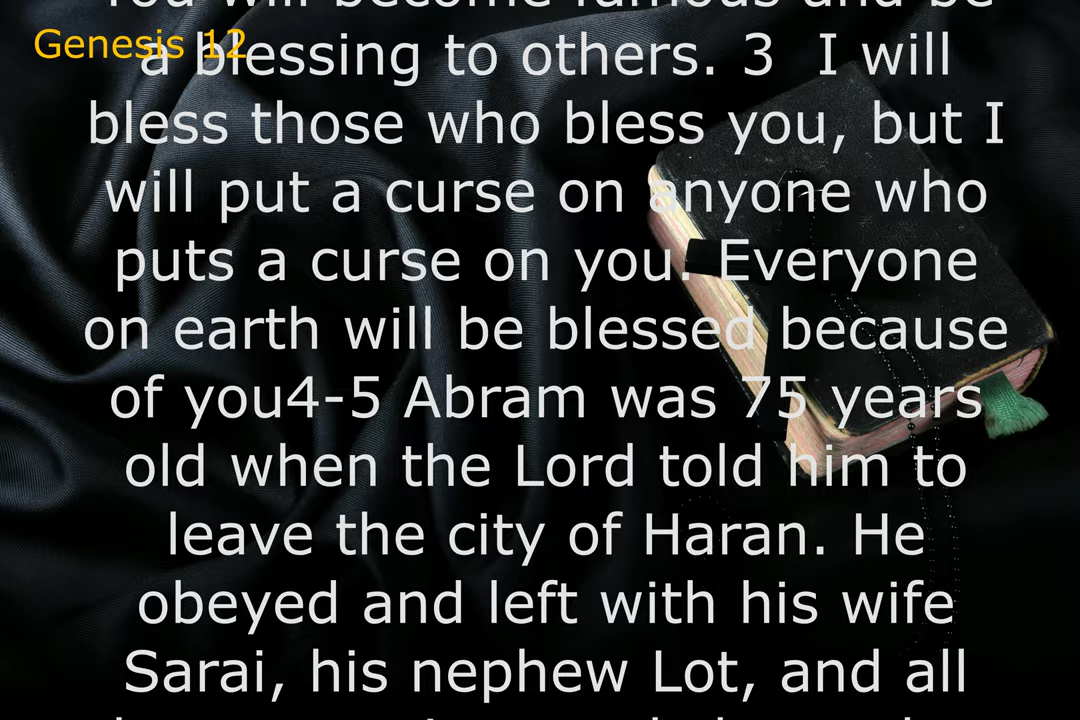 You will become famous and be
Genesis 12
a blessing to others. 3  I will
bless those who bless you, but I
will put a curse on anyone who
puts a curse on you. Everyone
on earth will be blessed because
of you4-5 Abram was 75 years
old when the Lord told him to
leave the city of Haran. He
obeyed and left with his wife
Sarai, his nephew Lot, and all